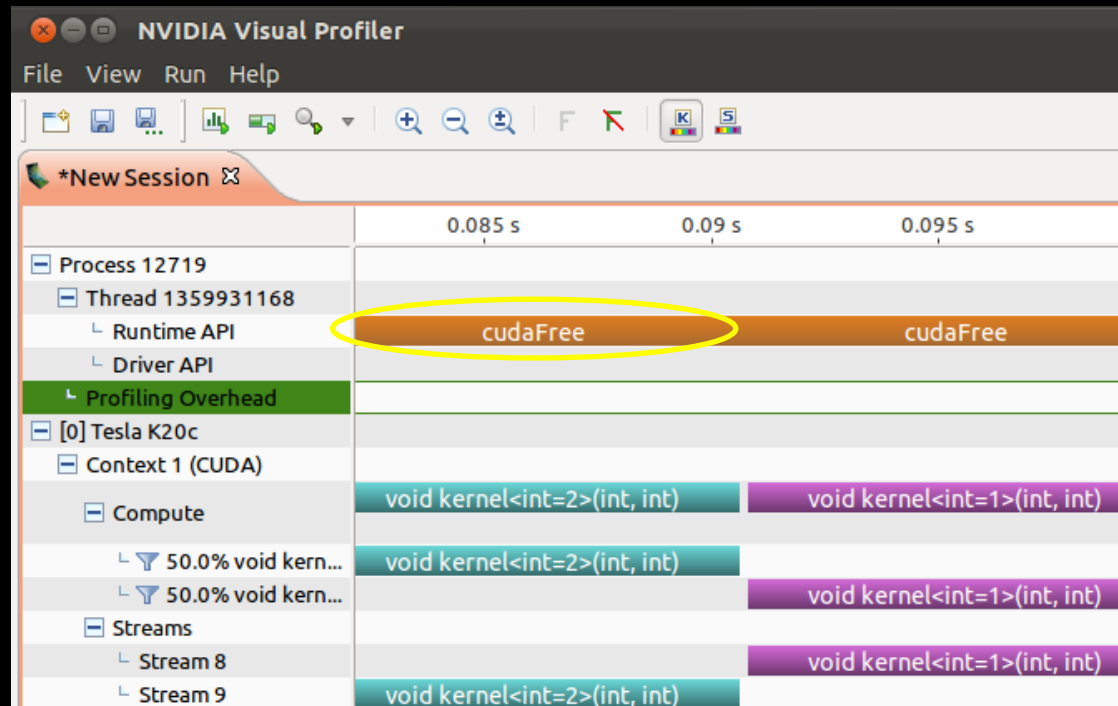 NVIDIA Visual Profiler
File View Run Help
F F K S
*New Session
0.085 s 0.09 s 0.095 s
Process 12719
Thread 1359931168
Runtime API cudaFree cudaFree
Driver API
Profiling Overhead
[0] Tesla K20c
Context 1 (CUDA)
Compute void kernel<int=2>(int, int) void kernel<int=1>(int, int)
50.0% void kern... void kernel<int=2>(int, int)
50.0% void kern... void kernel<int=1>(int, int)
Streams
Stream 8 void kernel<int=1>(int, int)
Stream 9 void kernel<int=2>(int, int)